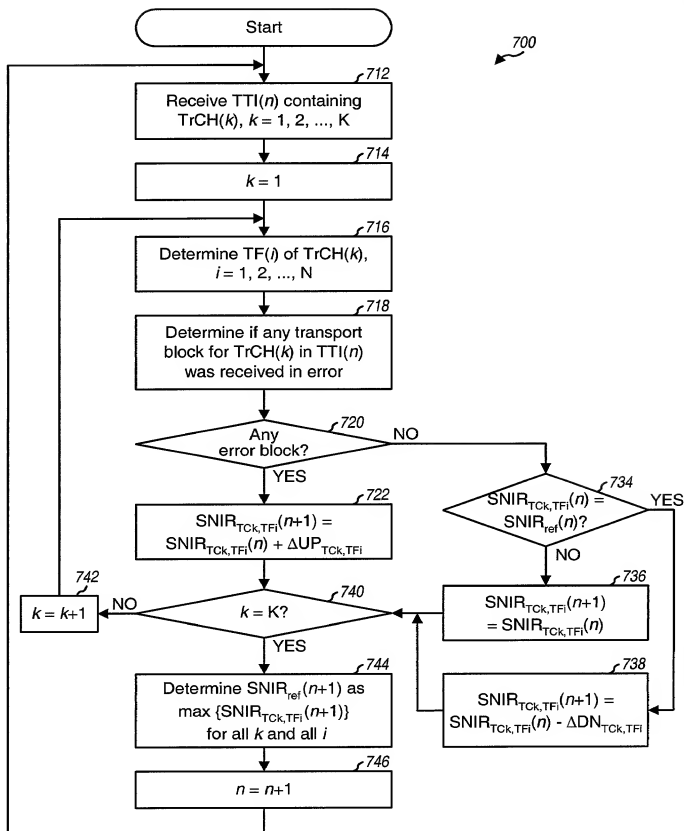 Start
700
712
Receive TTI(n) containing
TrCH(k), k = 1, 2, ..., K
714
k = 1
716
Determine TF(i) of TrCH(k),
i = 1, 2, ..., N
718
Determine if any transport
block for TrCH(k) in TTI(n)
was received in error
720
Any
error block?
NO
YES
734
SNIR_TCk,TFi(n) =
SNIR_ref(n)?
YES
NO
722
SNIR_TCk,TFi(n+1) =
SNIR_TCk,TFi(n) + ΔUP_TCk,TFi
736
SNIR_TCk,TFi(n+1)
= SNIR_TCk,TFi(n)
742
k = k+1
NO
740
k = K?
YES
738
SNIR_TCk,TFi(n+1) =
SNIR_TCk,TFi(n) - ΔDN_TCk,TFi
744
Determine SNIR_ref(n+1) as
max {SNIR_TCk,TFi(n+1)}
for all k and all i
746
n = n+1